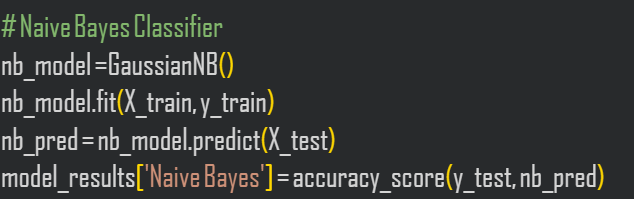 # Naive Bayes Classifier
nb_model =GaussianNB()
nb_model.fit(X_train, y_train)
nb_pred = nb_model.predict(X_test)
model_results['Naive Bayes'] = accuracy_score(y_test, nb_pred)